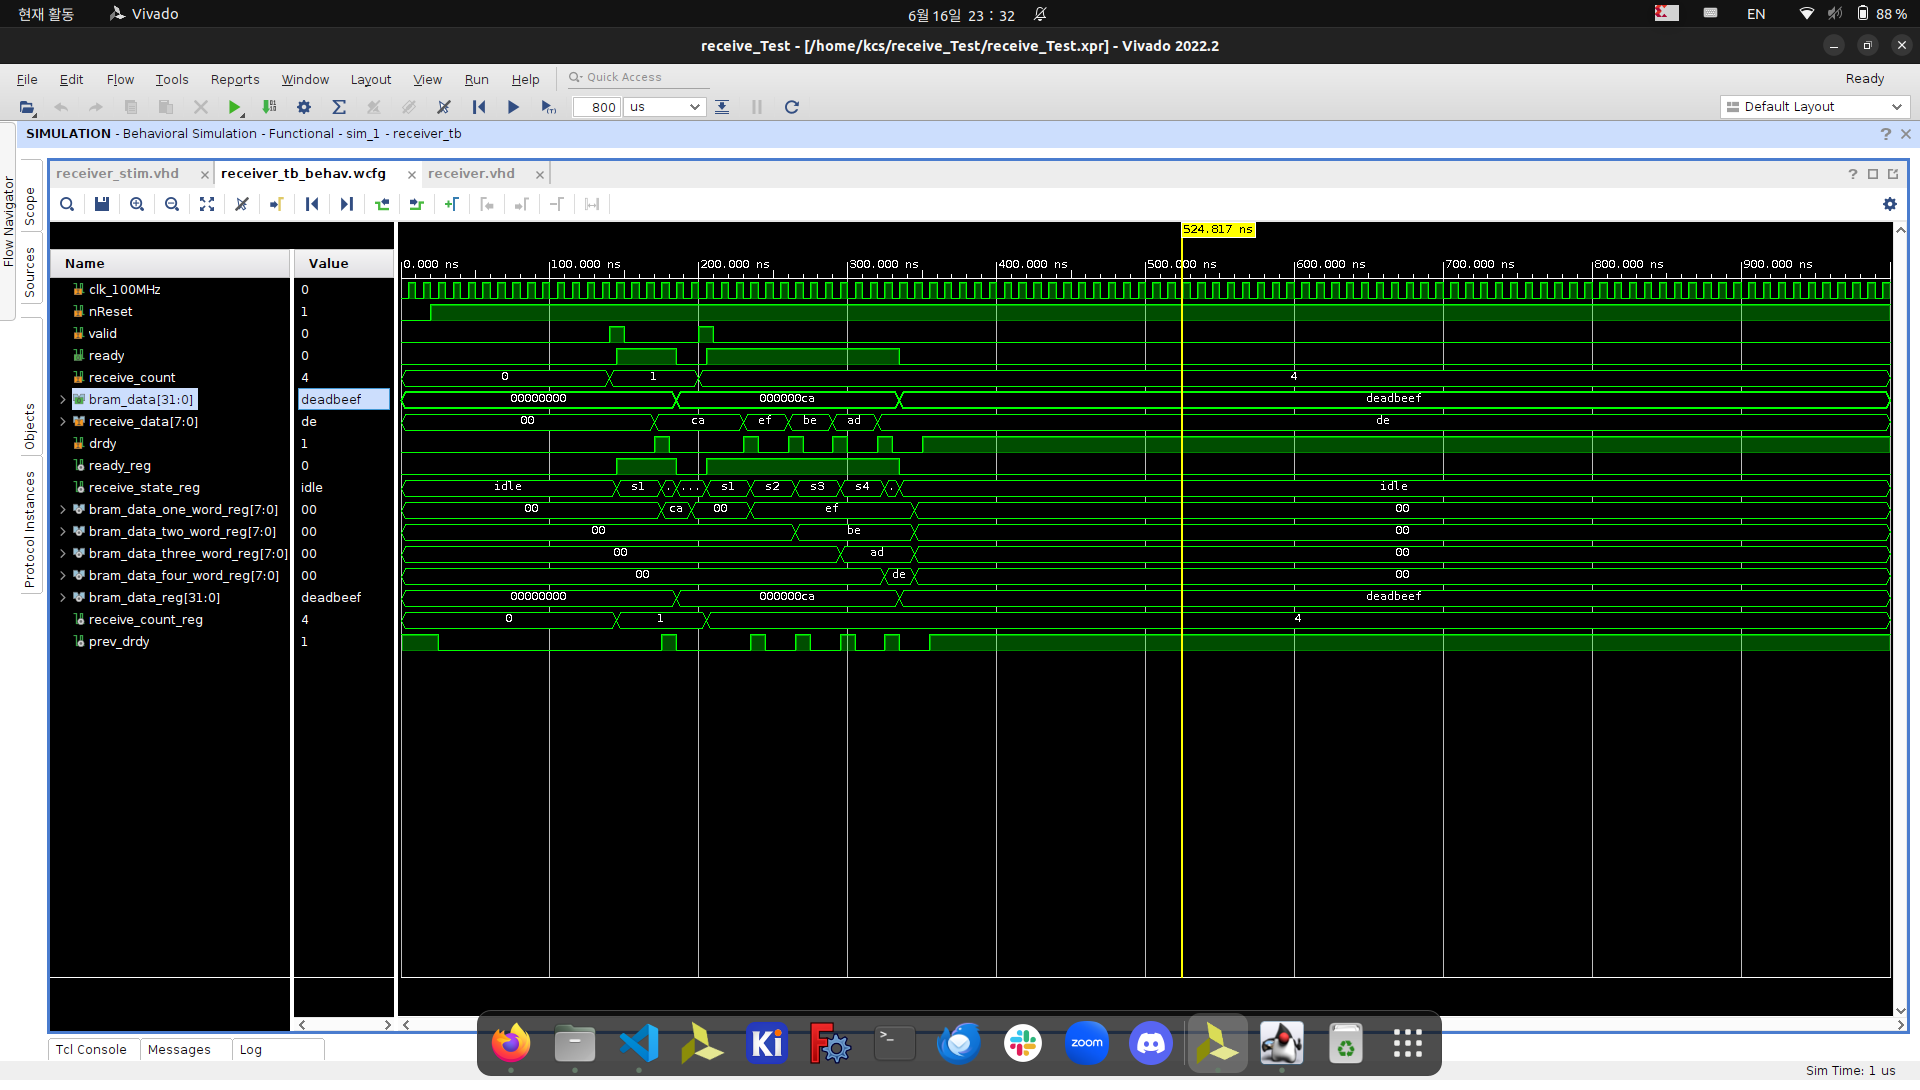 현재 활동 Vivado 6월 16일 23 : 32 EN 88 %
receive_Test - [/home/kcs/receive_Test/receive_Test.xpr] - Vivado 2022.2
File Edit Flow Tools Reports Window Layout View Run Help Quick Access Ready
800 us Default Layout
SIMULATION - Behavioral Simulation - Functional - sim_1 - receiver_tb
Flow Navigator
Scope
Sources
Objects
Protocol Instances
receiver_stim.vhd receiver_tb_behav.wcfg receiver.vhd
524.817 ns
Name Value 0.000 ns 100.000 ns 200.000 ns 300.000 ns 400.000 ns 500.000 ns 600.000 ns 700.000 ns 800.000 ns 900.000 ns
clk_100MHz 0
nReset 1
valid 0
ready 0
receive_count 4 0 1 4
bram_data[31:0] deadbeef 00000000 000000ca deadbeef
receive_data[7:0] de 00 ca ef be ad de
drdy 1
ready_reg 0
receive_state_reg idle idle s1 . ... s1 s2 s3 s4 . idle
bram_data_one_word_reg[7:0] 00 00 ca 00 ef 00
bram_data_two_word_reg[7:0] 00 00 be 00
bram_data_three_word_reg[7:0] 00 00 ad 00
bram_data_four_word_reg[7:0] 00 00 de 00
bram_data_reg[31:0] deadbeef 00000000 000000ca deadbeef
receive_count_reg 4 0 1 4
prev_drdy 1
Ki zoom
Tcl Console Messages Log
Sim Time: 1 us